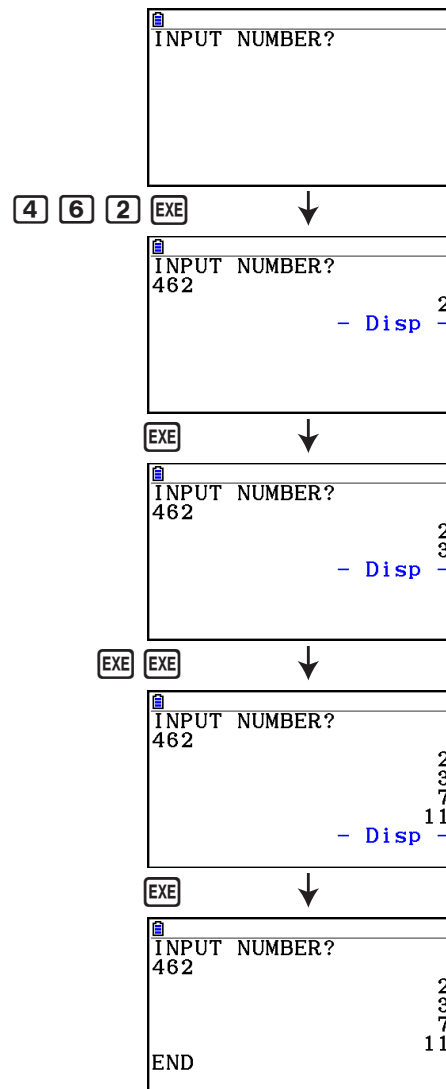 INPUT NUMBER?
4 6 2 EXE
INPUT NUMBER?
462
2
- Disp -
EXE
INPUT NUMBER?
462
2
3
- Disp -
EXE EXE
INPUT NUMBER?
462
2
3
7
11
- Disp -
EXE
INPUT NUMBER?
462
2
3
7
11
END